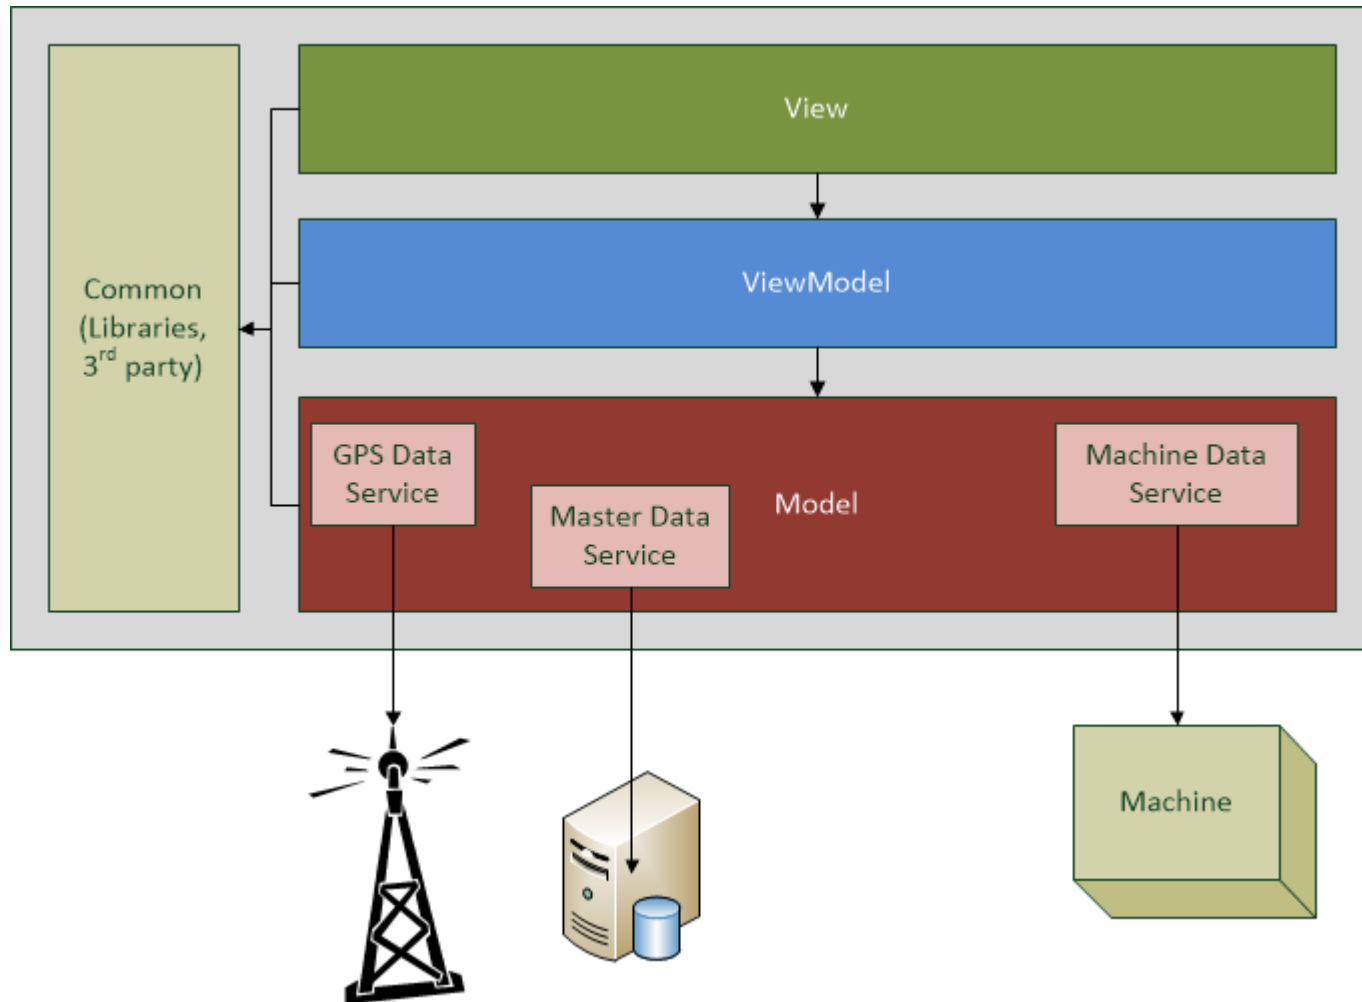 View
ViewModel
Common
(Libraries,
3rd party)
GPS Data
Service
Master Data
Service
Model
Machine Data
Service
Machine